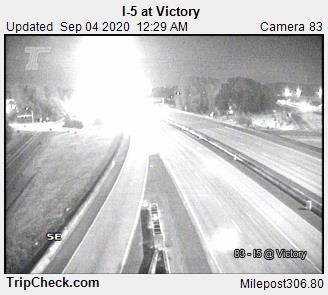 I-5 at Victory
Updated Sep 04 2020 12:29 AM Camera 83
SE
83 - I5 @ Victory
TripCheck.com Milepost306.80